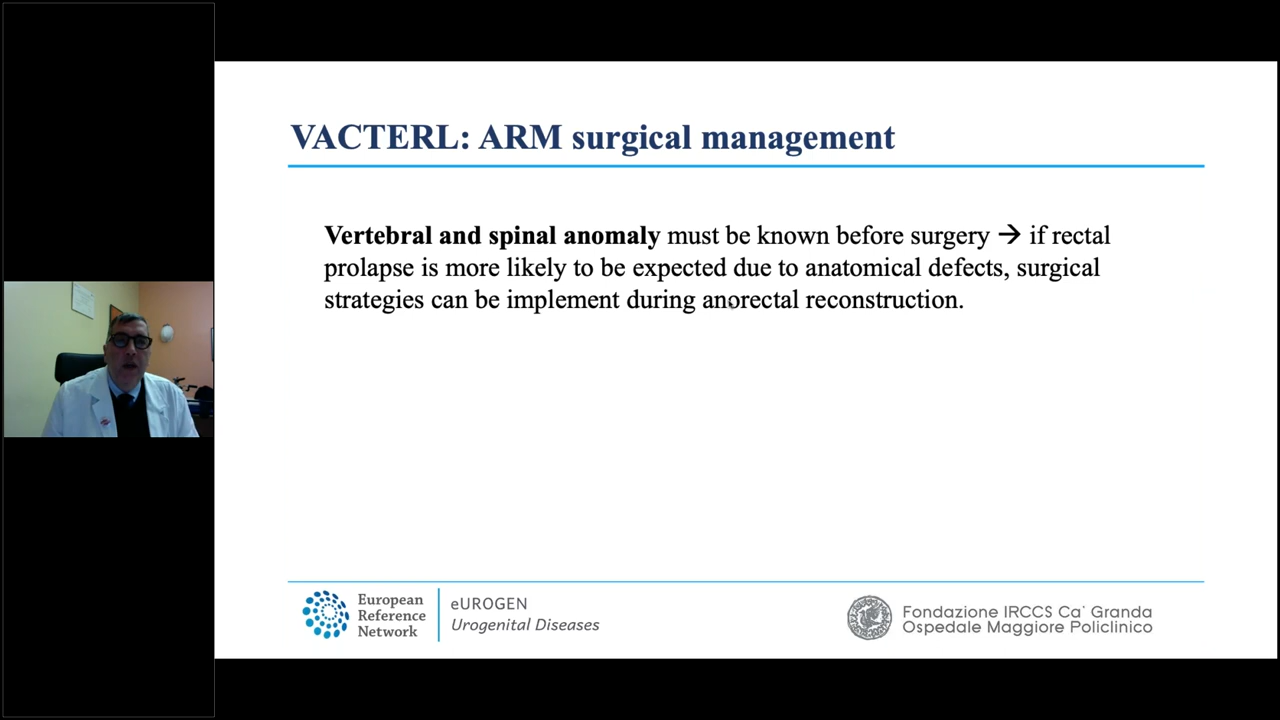 VACTERL: ARM surgical management
Vertebral and spinal anomaly must be known before surgery → if rectal
prolapse is more likely to be expected due to anatomical defects, surgical
strategies can be implement during anorectal reconstruction.
European
Reference
Network
eUROGEN
Urogenital Diseases
Fondazione IRCCS Ca' Granda
Ospedale Maggiore Policlinico